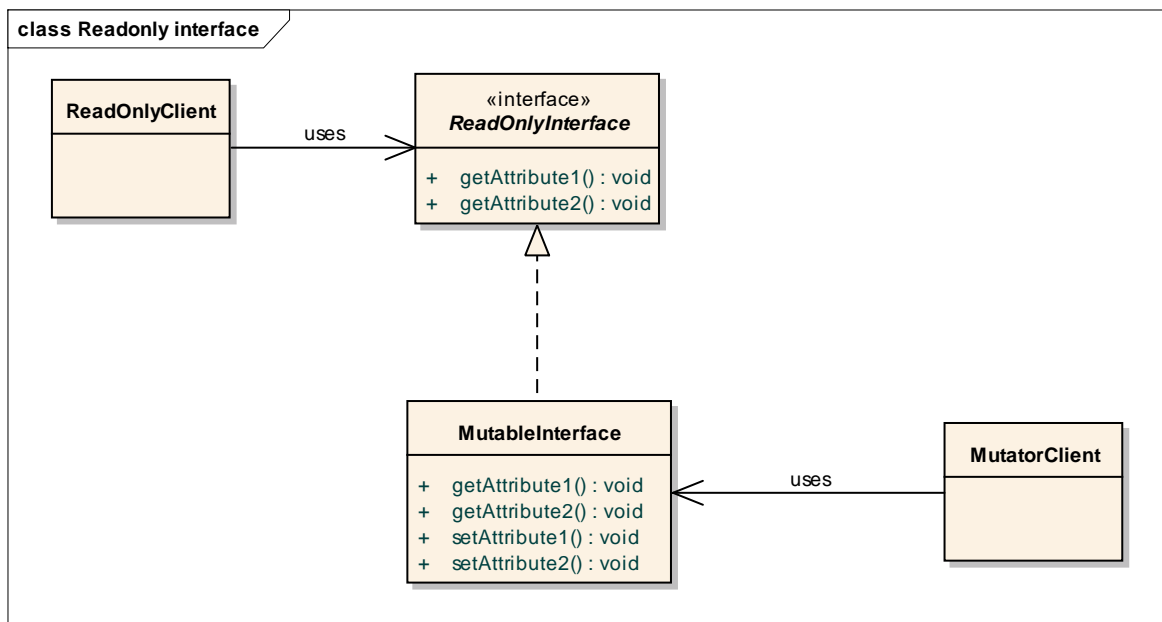 class Readonly interface
ReadOnlyClient
uses
«interface»
ReadOnlyInterface
+ getAttribute1() : void
+ getAttribute2() : void
MutableInterface
+ getAttribute1() : void
+ getAttribute2() : void
+ setAttribute1() : void
+ setAttribute2() : void
uses
MutatorClient